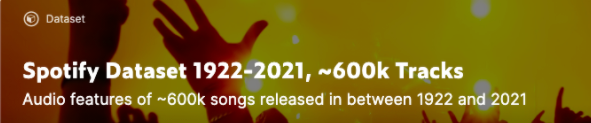 Dataset
Spotify Dataset 1922-2021, ~600k Tracks
Audio features of ~600k songs released in between 1922 and 2021